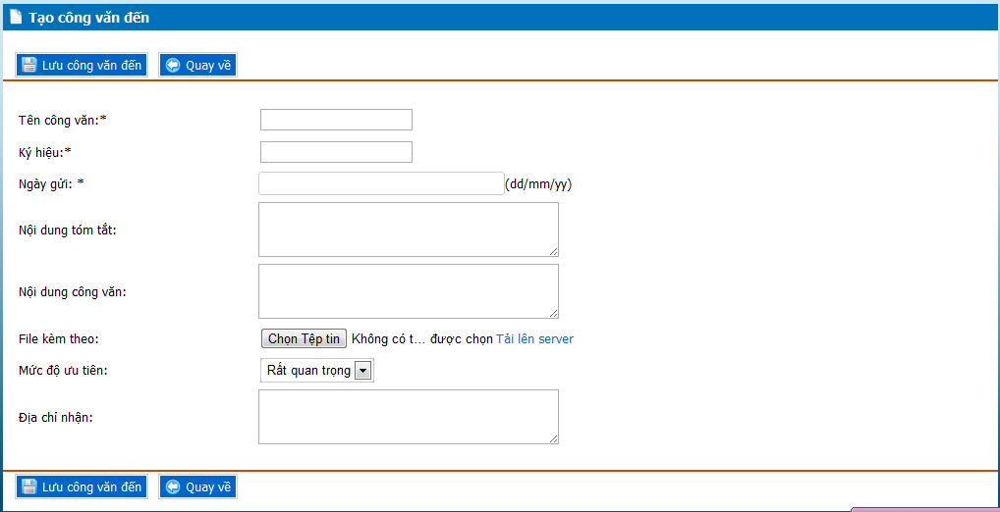 Tạo công văn đến
Lưu công văn đến Quay về
Tên công văn:*
Ký hiệu:*
Ngày gửi: * (dd/mm/yy)
Nội dung tóm tắt:
Nội dung công văn:
File kèm theo: Chọn Tệp tin Không có t... được chọn Tải lên server
Mức độ ưu tiên: Rất quan trọng
Địa chỉ nhận:
Lưu công văn đến Quay về